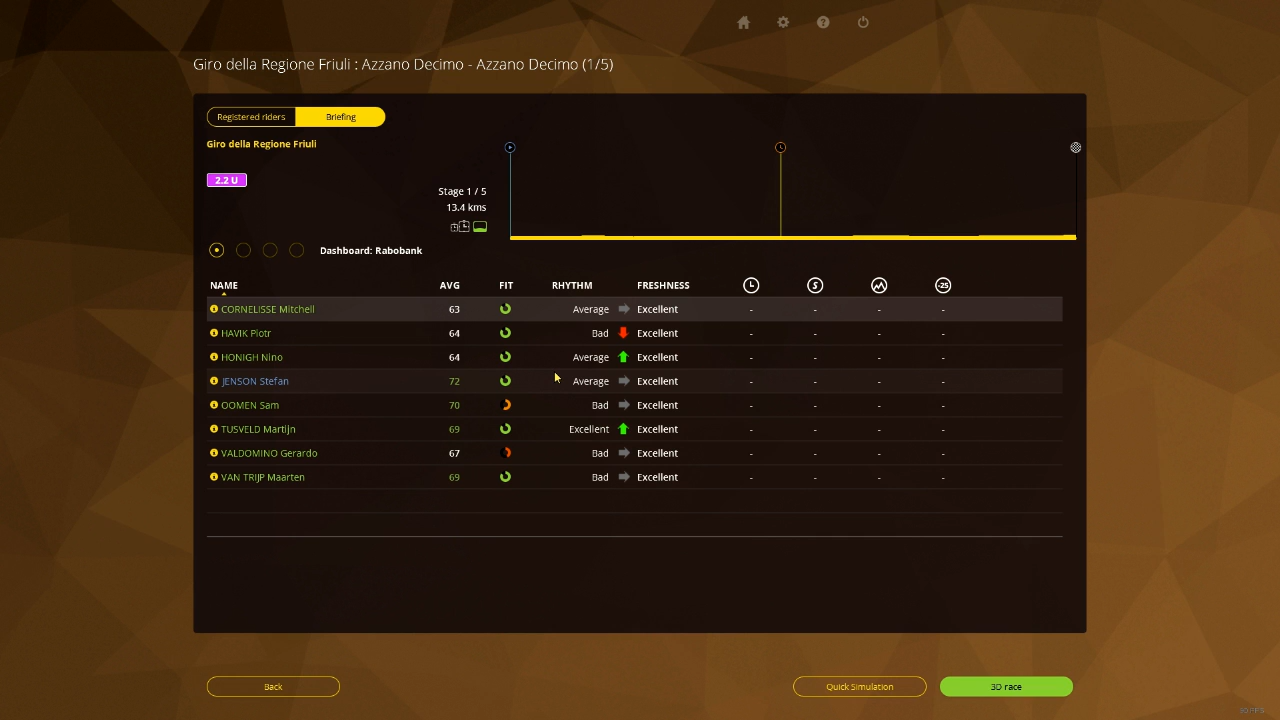 Giro della Regione Friuli : Azzano Decimo - Azzano Decimo (1/5)
Registered riders Briefing
Giro della Regione Friuli
2.2 U
Stage 1 / 5
13.4 kms
Dashboard: Rabobank
NAME AVG FIT RHYTHM FRESHNESS S -25
CORNELISSE Mitchell 63 Average Excellent - - - -
HAVIK Piotr 64 Bad Excellent - - - -
HONIGH Nino 64 Average Excellent - - - -
JENSON Stefan 72 Average Excellent - - - -
OOMEN Sam 70 Bad Excellent - - - -
TUSVELD Martijn 69 Excellent Excellent - - - -
VALDOMINO Gerardo 67 Bad Excellent - - - -
VAN TRIJP Maarten 69 Bad Excellent - - - -
Back Quick Simulation 3D race